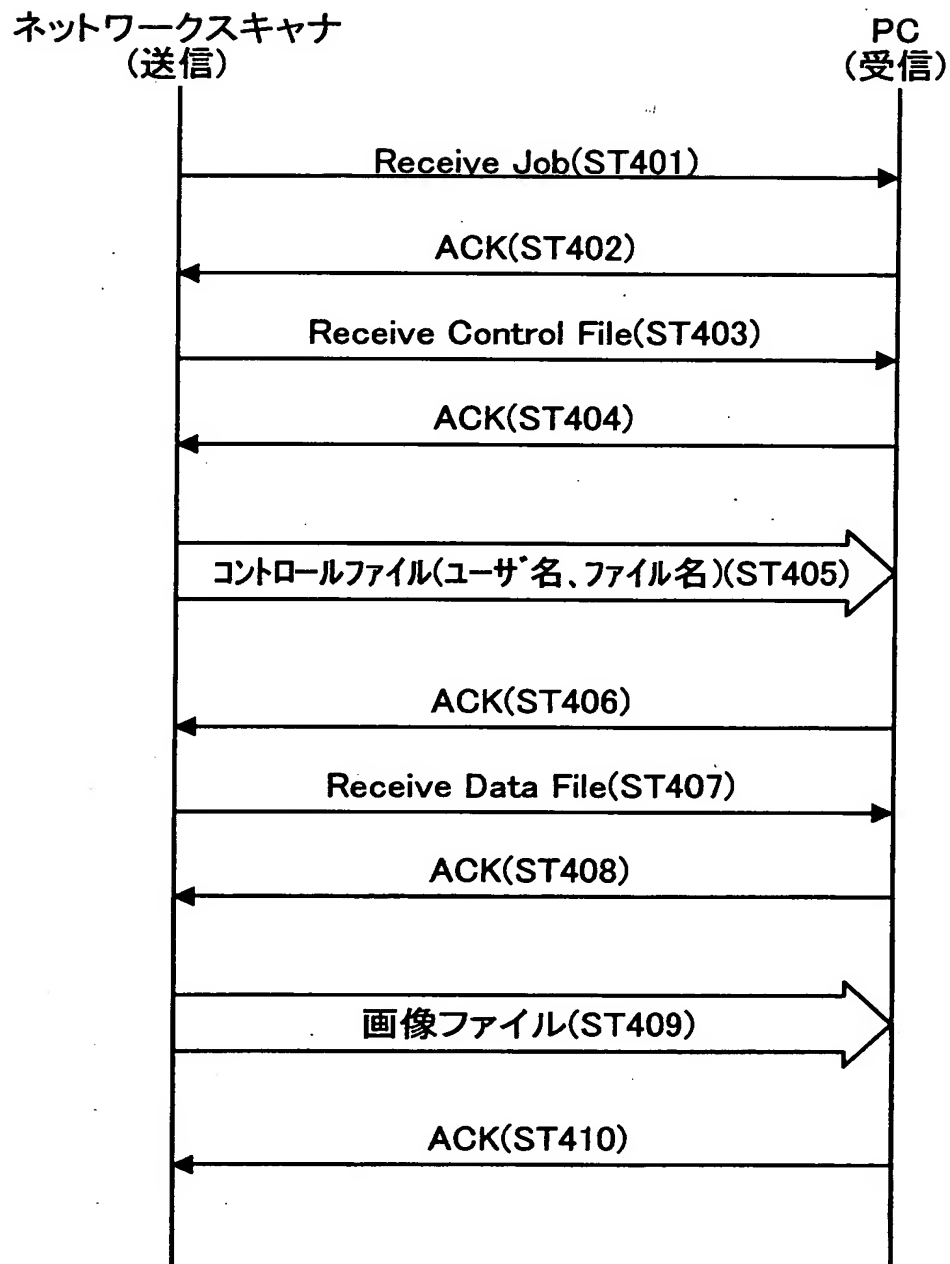 ネットワークスキャナ
(送信)
PC
(受信)
Receive Job(ST401)
ACK(ST402)
Receive Control File(ST403)
ACK(ST404)
コントロールファイル(ユーザ名、ファイル名)(ST405)
ACK(ST406)
Receive Data File(ST407)
ACK(ST408)
画像ファイル(ST409)
ACK(ST410)